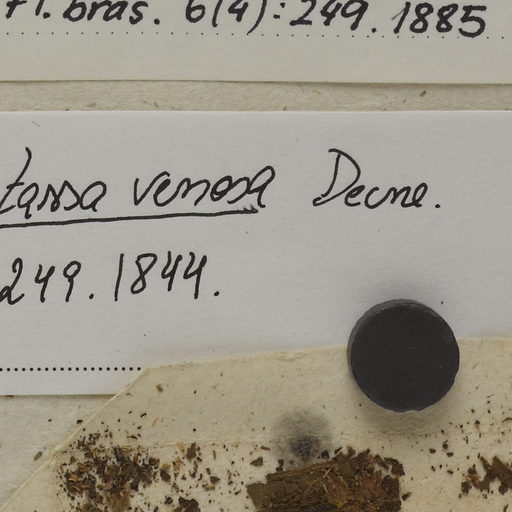 Fl. bras. 6(4): 249. 1885
tassa venosa Decne.
249. 1844.